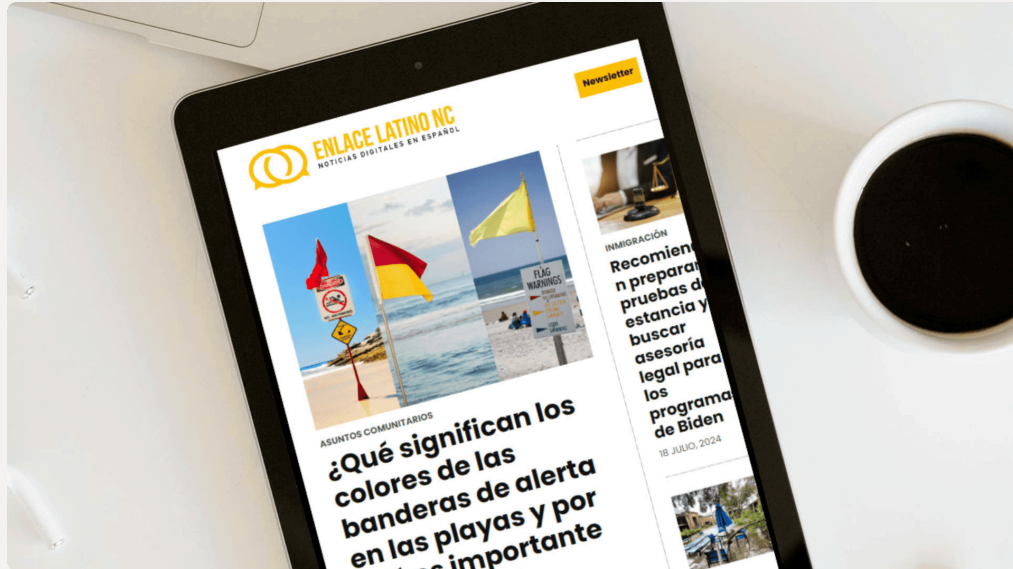 Newsletter
ENLACE LATINO NC
NOTICIAS DIGITALES EN ESPAÑOL
FLAG
WARNINGS
ASUNTOS COMUNITARIOS
¿Qué significan los
colores de las
banderas de alerta
en las playas y por
importante
INMIGRACIÓN
Recomien
n prepara
pruebas d
estancia y
buscar
asesoría
legal para
los
programa
de Biden
18 JULIO, 2024